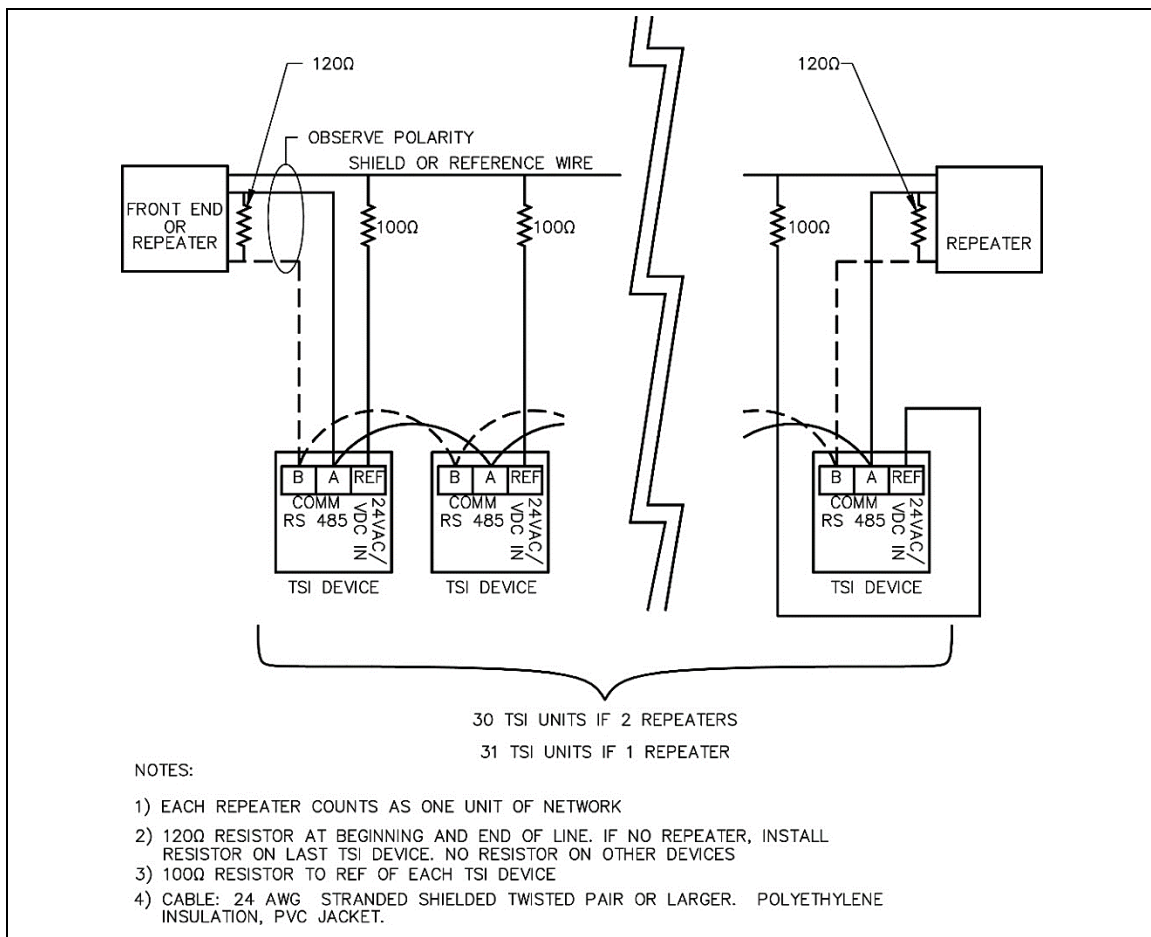 120Ω
120Ω
OBSERVE POLARITY
SHIELD OR REFERENCE WIRE
FRONT END
OR
REPEATER
100Ω
100Ω
100Ω
REPEATER
B A REF
COMM
RS 485
24VAC/
VDC IN
TSI DEVICE
B A REF
COMM
RS 485
24VAC/
VDC IN
TSI DEVICE
B A REF
COMM
RS 485
24VAC/
VDC IN
TSI DEVICE
30 TSI UNITS IF 2 REPEATERS
31 TSI UNITS IF 1 REPEATER
NOTES:
1) EACH REPEATER COUNTS AS ONE UNIT OF NETWORK
2) 120Ω RESISTOR AT BEGINNING AND END OF LINE. IF NO REPEATER, INSTALL
RESISTOR ON LAST TSI DEVICE. NO RESISTOR ON OTHER DEVICES
3) 100Ω RESISTOR TO REF OF EACH TSI DEVICE
4) CABLE: 24 AWG STRANDED SHIELDED TWISTED PAIR OR LARGER. POLYETHYLENE
INSULATION, PVC JACKET.